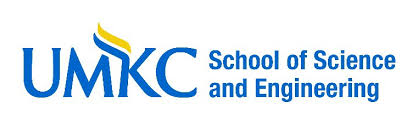 UMKC
School of Science
and Engineering